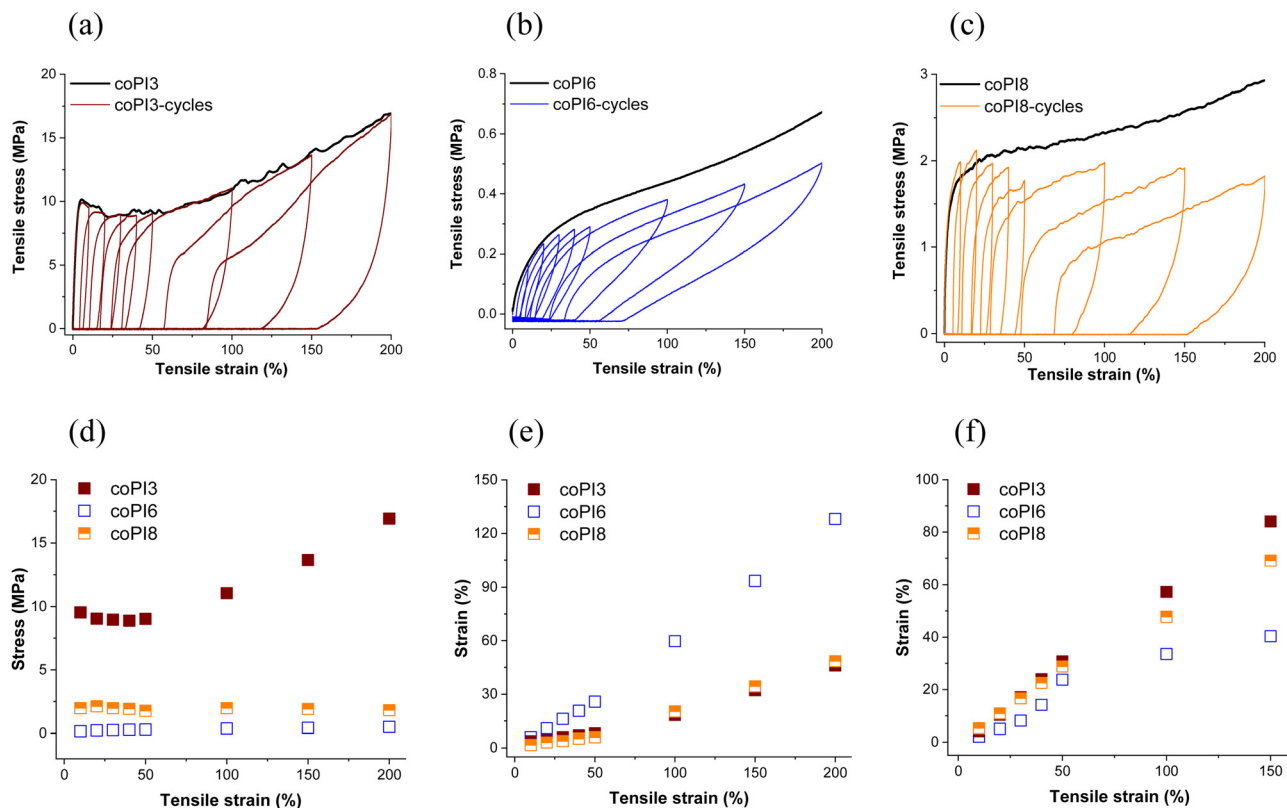 (a)
(b)
(c)
coPI3
coPI3-cycles
Tensile stress (MPa)
20
15
10
5
0
0 50 100 150 200
Tensile strain (%)
coPI6
coPI6-cycles
Tensile stress (MPa)
0.8
0.6
0.4
0.2
0.0
0 50 100 150 200
Tensile strain (%)
coPI8
coPI8-cycles
Tensile stress (MPa)
3
2
1
0
0 50 100 150 200
Tensile strain (%)
(d)
(e)
(f)
coPI3
coPI6
coPI8
Stress (MPa)
20
15
10
5
0
0 50 100 150 200
Tensile strain (%)
coPI3
coPI6
coPI8
Strain (%)
150
120
90
60
30
0
0 50 100 150 200
Tensile strain (%)
coPI3
coPI6
coPI8
Strain (%)
100
80
60
40
20
0
0 50 100 150
Tensile strain (%)